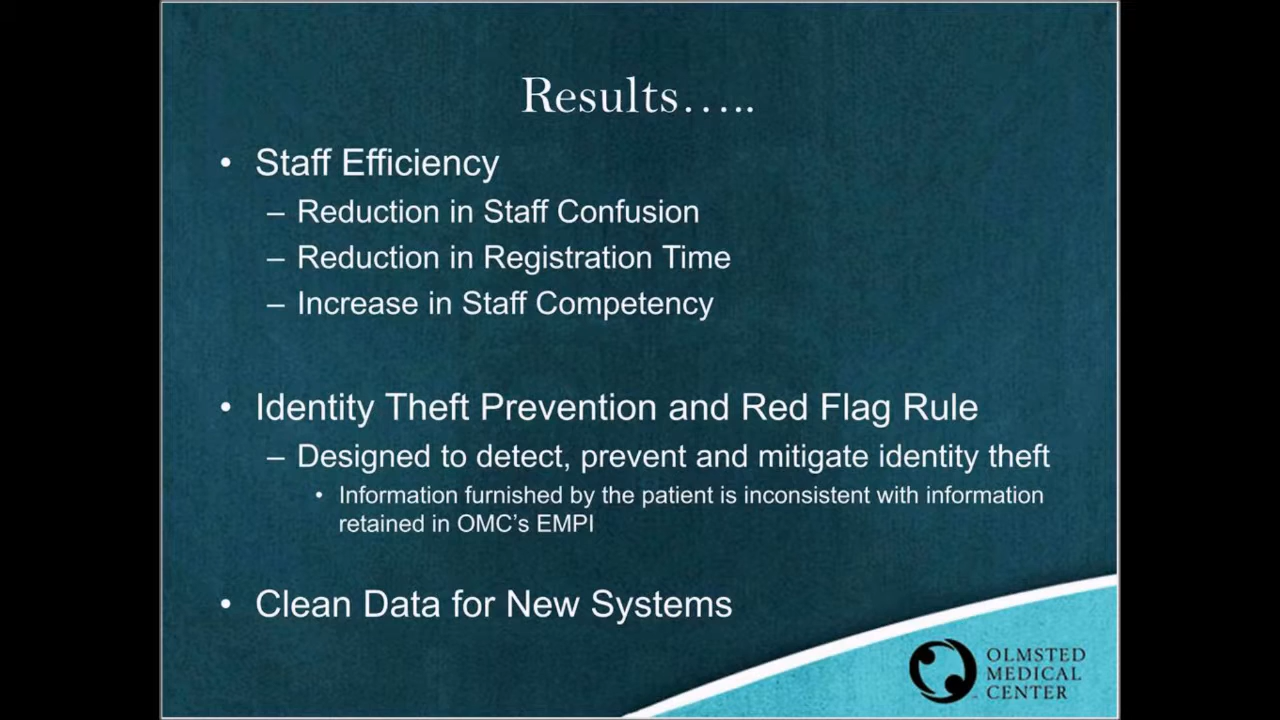 Results…..
• Staff Efficiency
– Reduction in Staff Confusion
– Reduction in Registration Time
– Increase in Staff Competency
• Identity Theft Prevention and Red Flag Rule
– Designed to detect, prevent and mitigate identity theft
• Information furnished by the patient is inconsistent with information
retained in OMC’s EMPI
• Clean Data for New Systems
OLMSTED
MEDICAL
CENTER